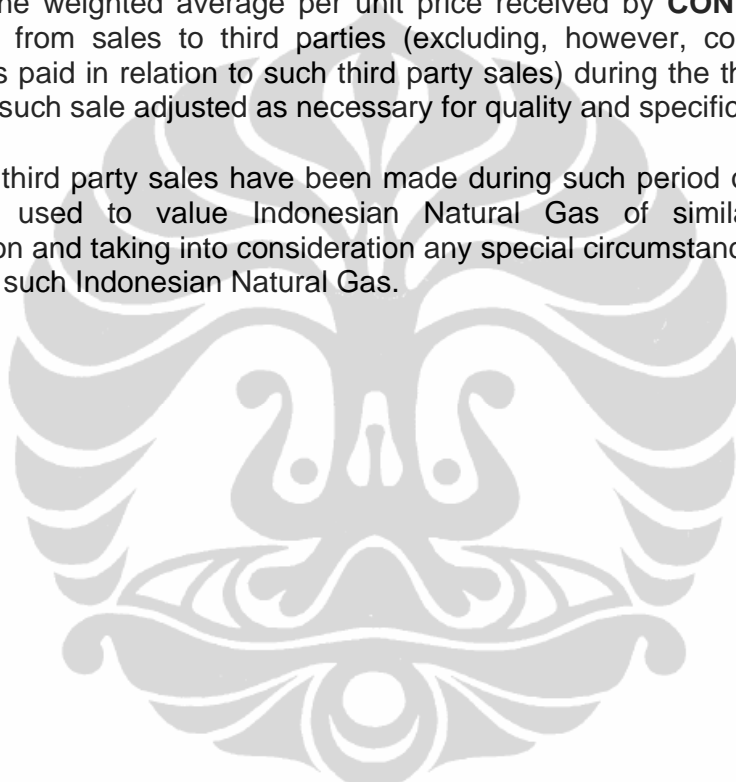 he weighted average per unit price received by CON
from sales to third parties (excluding, however, co
s paid in relation to such third party sales) during the th
such sale adjusted as necessary for quality and specific
third party sales have been made during such period o
used to value Indonesian Natural Gas of simila
on and taking into consideration any special circumstanc
such Indonesian Natural Gas.